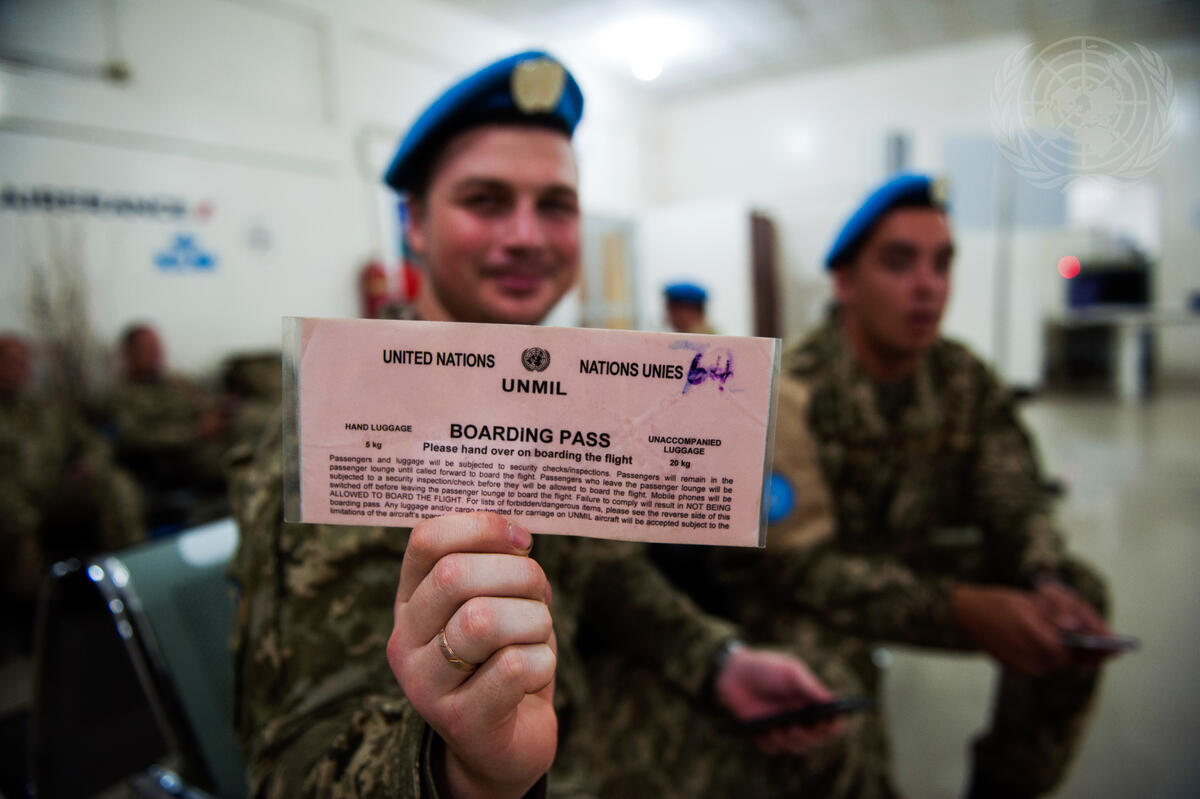 AIRFRANCE
KLM
UNITED NATIONS
NATIONS UNIES
64
UNMIL
HAND LUGGAGE
5 kg
BOARDiNG PASS
UNACCOMPANIED
LUGGAGE
20 kg
Please hand over on boarding the flight
Passengers and luggage will be subjected to security checks/inspections. Passengers will remain in the
passenger lounge until called forward to board the flight. Passengers who leave the passenger lounge will be
subjected to a security inspection/check before they will be allowed to board the flight. Mobile phones will be
switched off before leaving the passenger lounge to board the flight. Failure to comply will result in NOT BEING
ALLOWED TO BOARD THE FLIGHT. For lists of forbidden/dangerous items, please see the reverse side of this
boarding pass. Any luggage and/or cargo submitted for carriage on UNMIL aircraft will be accepted subject to the
limitations of the aircraft's